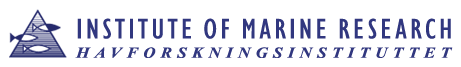 INSTITUTE OF MARINE RESEARCH
HAVFORSKNINGSINSTITUTTET